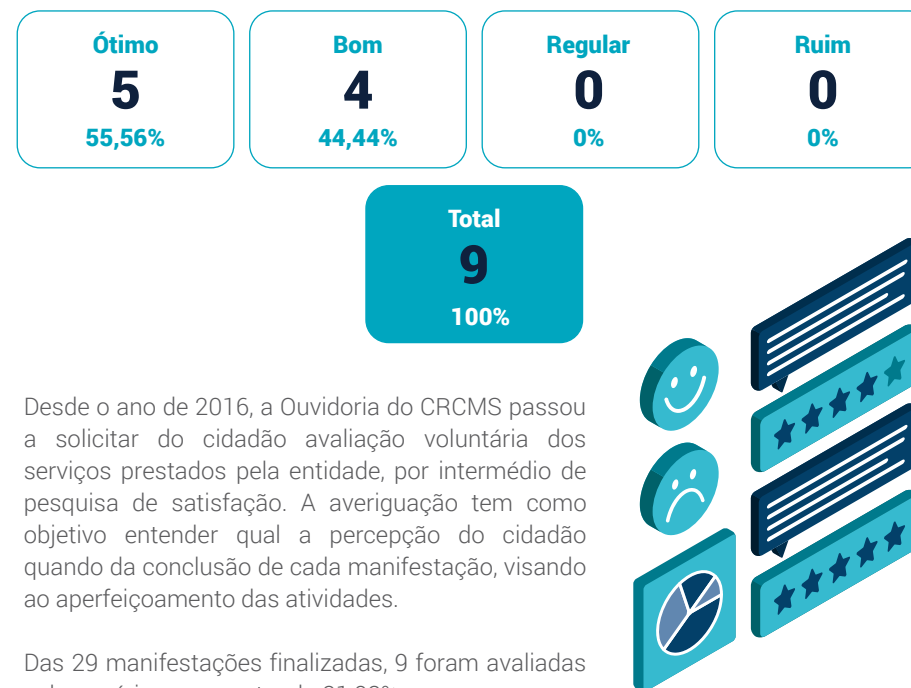 Ótimo
5
55,56%
Bom
4
44,44%
Regular
0
0%
Ruim
0
0%
Total
9
100%
Desde o ano de 2016, a Ouvidoria do CRCMS passou
a solicitar do cidadão avaliação voluntária dos
serviços prestados pela entidade, por intermédio de
pesquisa de satisfação. A averiguação tem como
objetivo entender qual a percepção do cidadão
quando da conclusão de cada manifestação, visando
ao aperfeiçoamento das atividades.
Das 29 manifestações finalizadas, 9 foram avaliadas